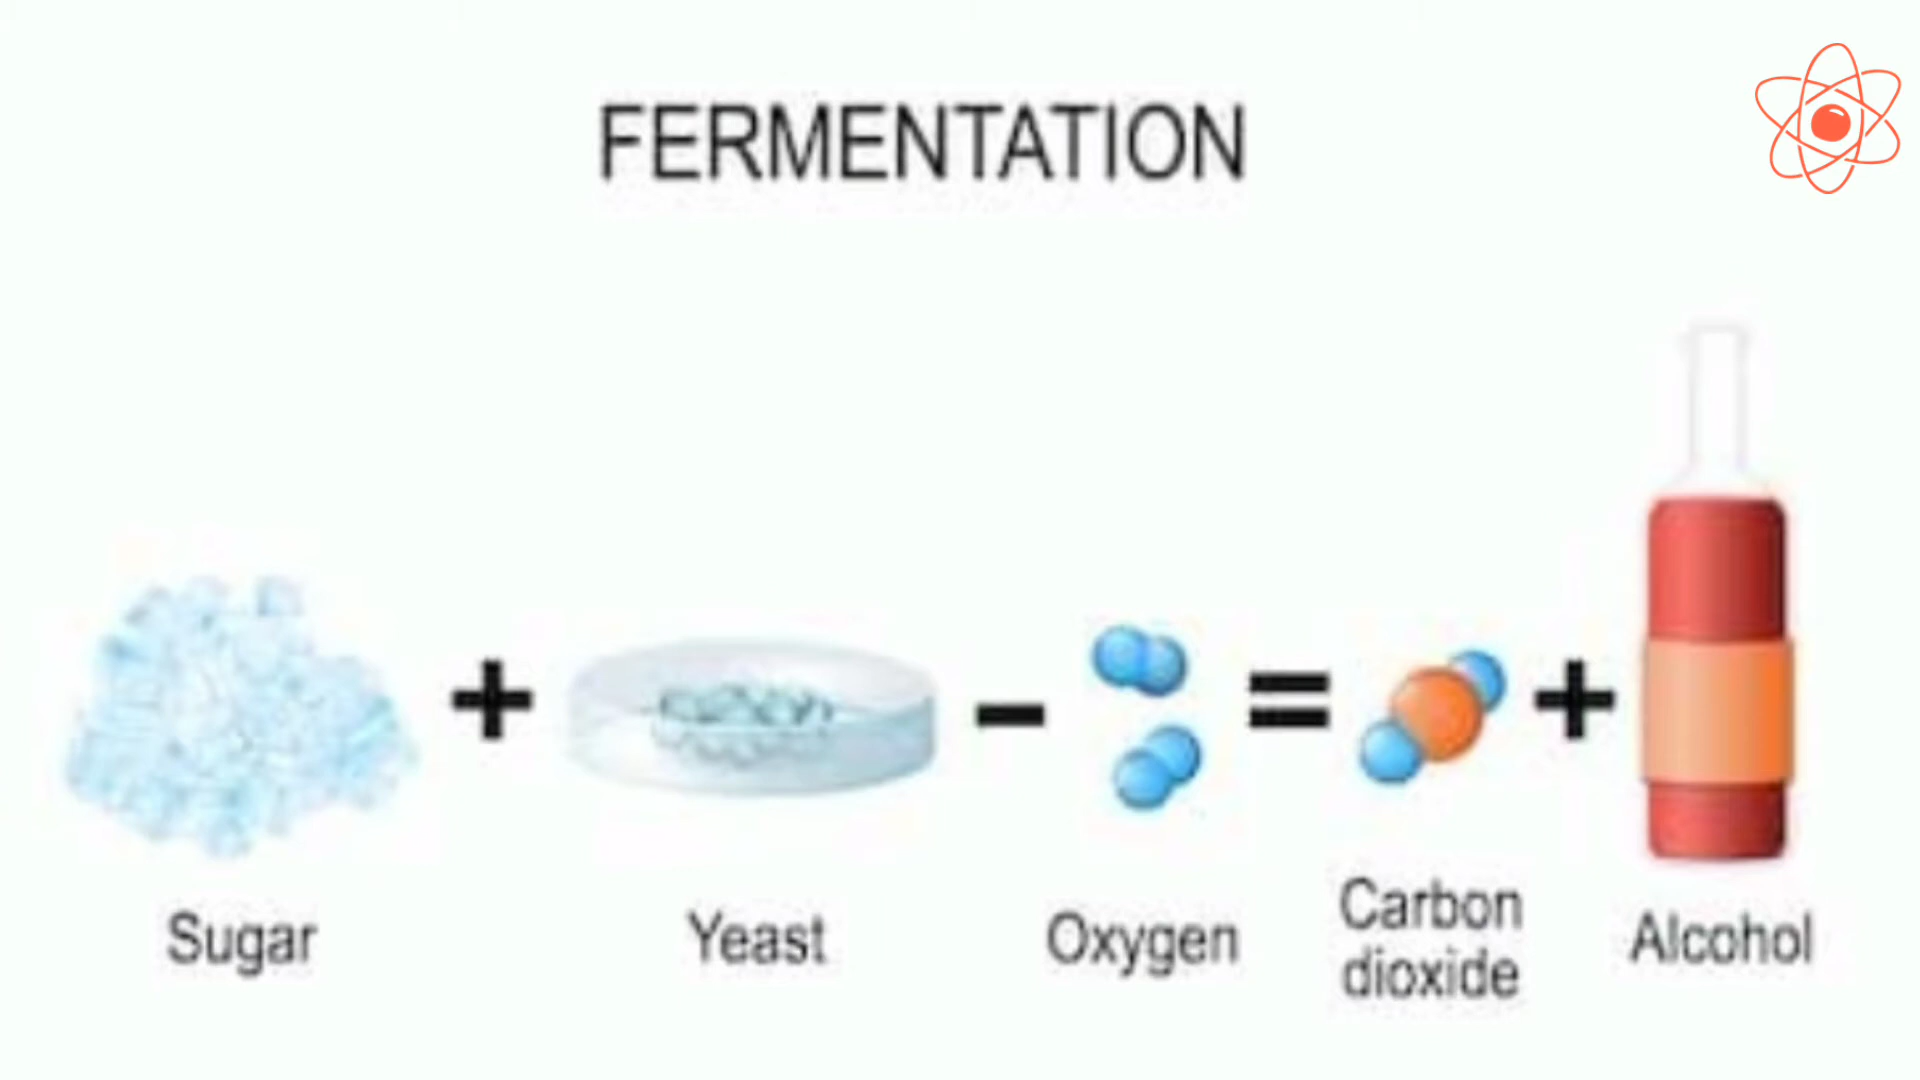 FERMENTATION
Sugar
+
Yeast
-
Oxygen
=
Carbon
dioxide
+
Alcohol